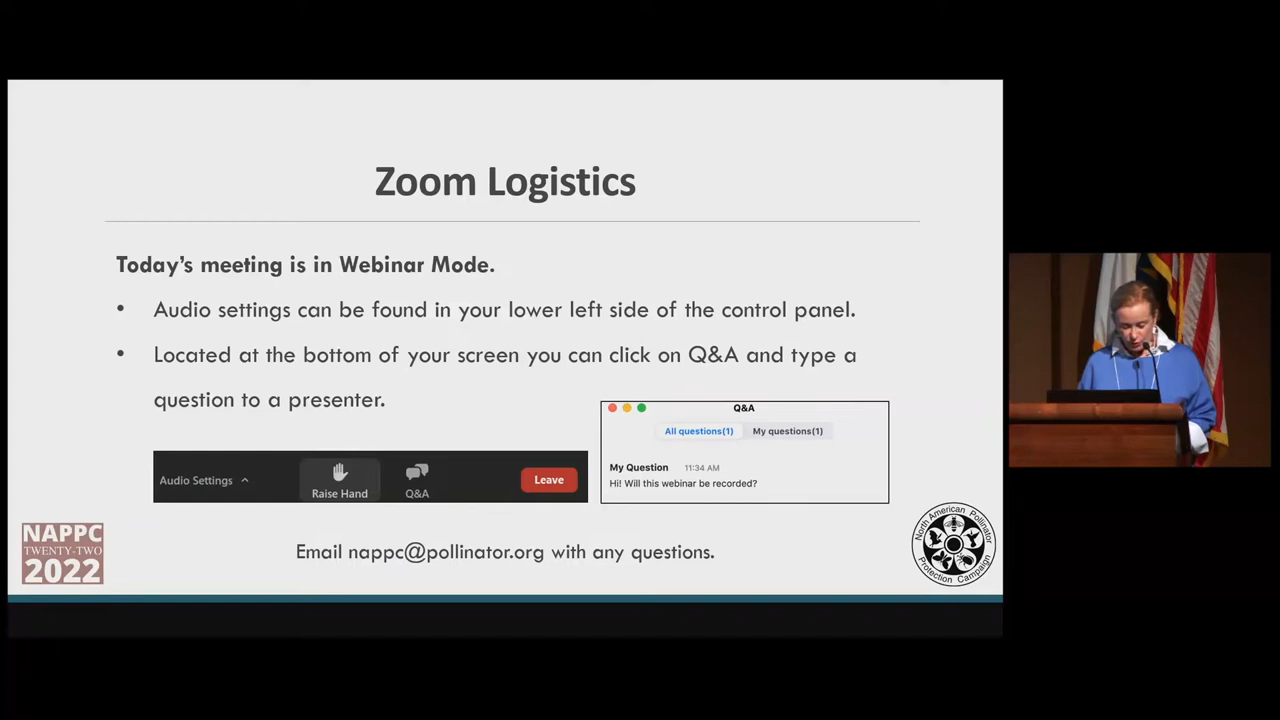 Zoom Logistics
Today's meeting is in Webinar Mode.
• Audio settings can be found in your lower left side of the control panel.
• Located at the bottom of your screen you can click on Q&A and type a
question to a presenter.
Q&A
All questions(1) My questions(1)
My Question 11:34 AM
Hi! Will this webinar be recorded?
Audio Settings
Raise Hand
Q&A
Leave
NAPPC
TWENTY-TWO
2022
Email nappc@pollinator.org with any questions.
North American Pollinator
Protection Campaign